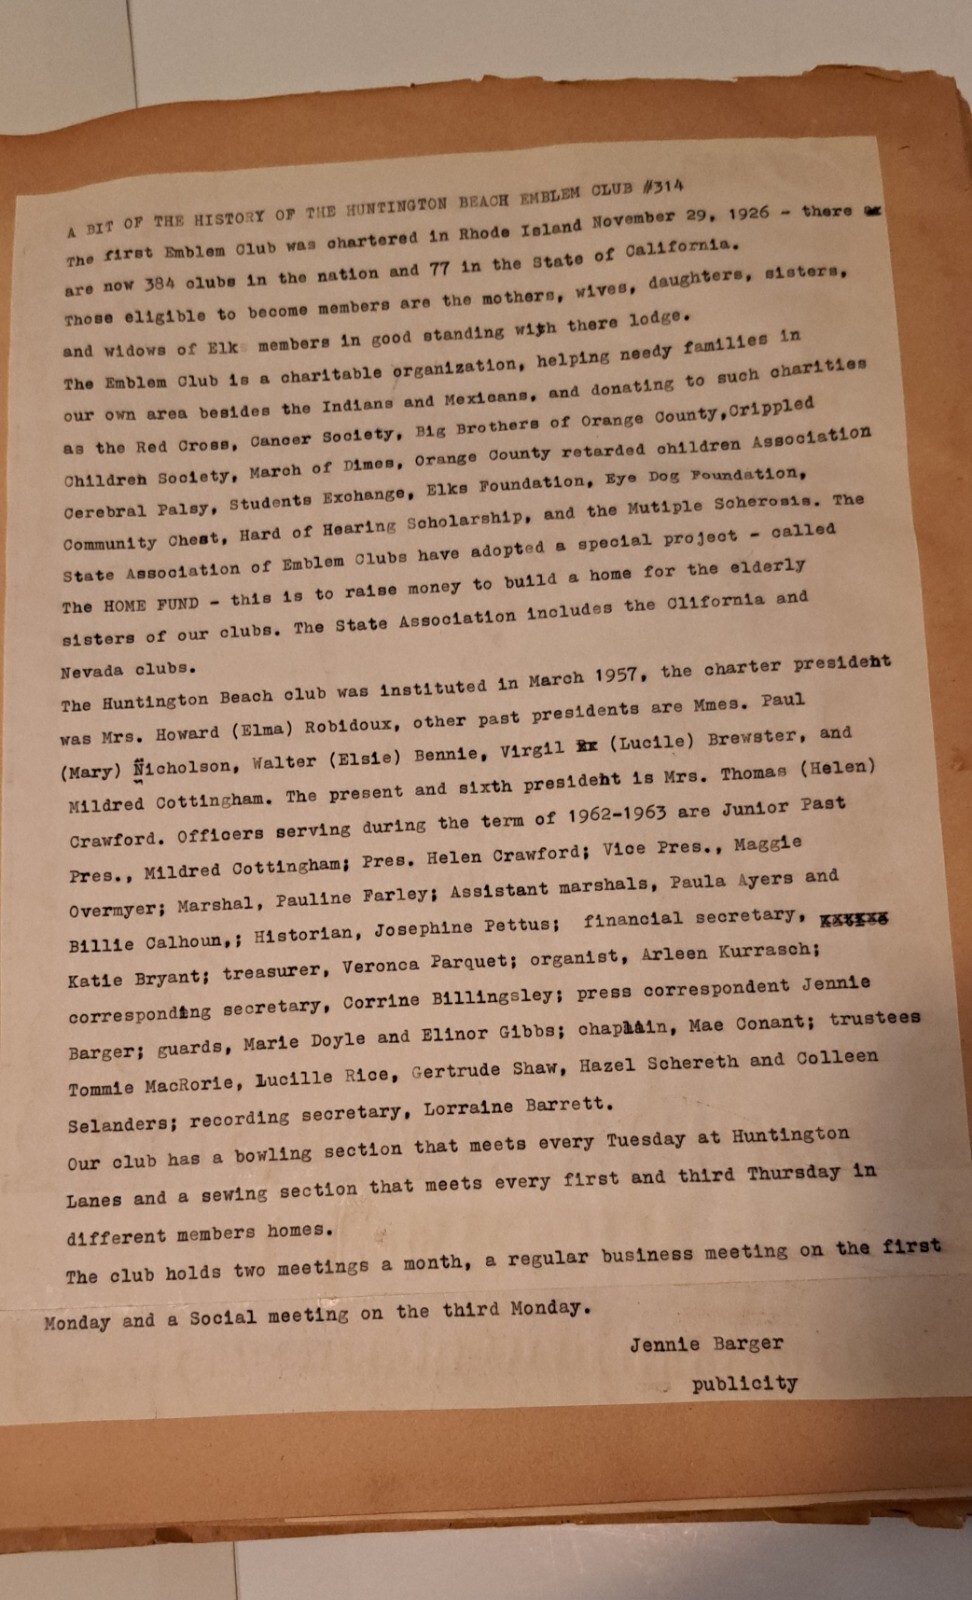 A BIT OF THE HISTORY OF THE HUNTINGTON BEACH EMBLEM CLUB #314
The first Emblem Club was chartered in Rhode Island November 29, 1926 - there
are now 384 clubs in the nation and 77 in the State of California.
Those eligible to become members are the mothers, wives, daughters, sisters,
and widows of Elk members in good standing with there lodge.
The Emblem Club is a charitable organization, helping needy families in
our own area besides the Indians and Mexicans, and donating to such charities
as the Red Cross, Cancer Society, Big Brothers of Orange County,Crippled
Children Society, March of Dimes, Orange County retarded children Association
Cerebral Palsy, Students Exchange, Elks Foundation, Eye Dog Foundation,
Community Chest, Hard of Hearing Scholarship, and the Mutiple Scherosis. The
State Association of Emblem Clubs have adopted a special project - called
The HOME FUND - this is to raise money to build a home for the elderly
sisters of our clubs. The State Association includes the Clifornia and
Nevada clubs.
The Huntington Beach club was instituted in March 1957, the charter president
was Mrs. Howard (Elma) Robidoux, other past presidents are Mmes. Paul
(Mary) Nicholson, Walter (Elsie) Bennie, Virgil (Lucile) Brewster, and
Mildred Cottingham. The present and sixth president is Mrs. Thomas (Helen)
Crawford. Officers serving during the term of 1962-1963 are Junior Past
Pres., Mildred Cottingham; Pres. Helen Crawford; Vice Pres., Maggie
Overmyer; Marshal, Pauline Farley; Assistant marshals, Paula Ayers and
Billie Calhoun,; Historian, Josephine Pettus; financial secretary,
Katie Bryant; treasurer, Veronca Parquet; organist, Arleen Kurrasch;
corresponding secretary, Corrine Billingsley; press correspondent Jennie
Barger; guards, Marie Doyle and Elinor Gibbs; chaplain, Mae Conant; trustees
Tommie MacRorie, Lucille Rice, Gertrude Shaw, Hazel Schereth and Colleen
Selanders; recording secretary, Lorraine Barrett.
Our club has a bowling section that meets every Tuesday at Huntington
Lanes and a sewing section that meets every first and third Thursday in
different members homes.
The club holds two meetings a month, a regular business meeting on the first
Monday and a Social meeting on the third Monday.
Jennie Barger
publicity